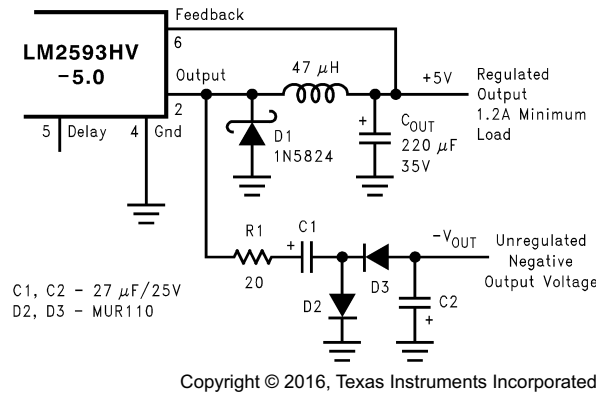 Feedback
LM2593HV
-5.0
6
Output
47 μH
+5V
Regulated
Output
1.2A Minimum
Load
2
5 Delay 4 Gnd
D1
1N5824
+
COUT
220 μF
35V
R1
C1
+
20
-VOUT
Unregulated
Negative
Output Voltage
D3
D2
C2
+
C1, C2 - 27 μF/25V
D2, D3 - MUR110
Copyright © 2016, Texas Instruments Incorporated